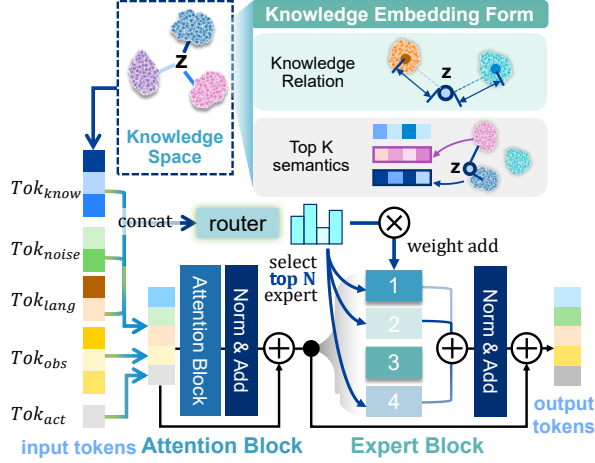 Knowledge Embedding Form
Z
Knowledge
Space
Knowledge
Relation
Z
Top K
semantics
Z
Tok_know
Tok_noise
Tok_lang
Tok_obs
Tok_act
concat
router
weight add
select
top N
expert
Attention Block
Norm & Add
1
2
3
4
Norm & Add
input tokens
Attention Block
Expert Block
output
tokens